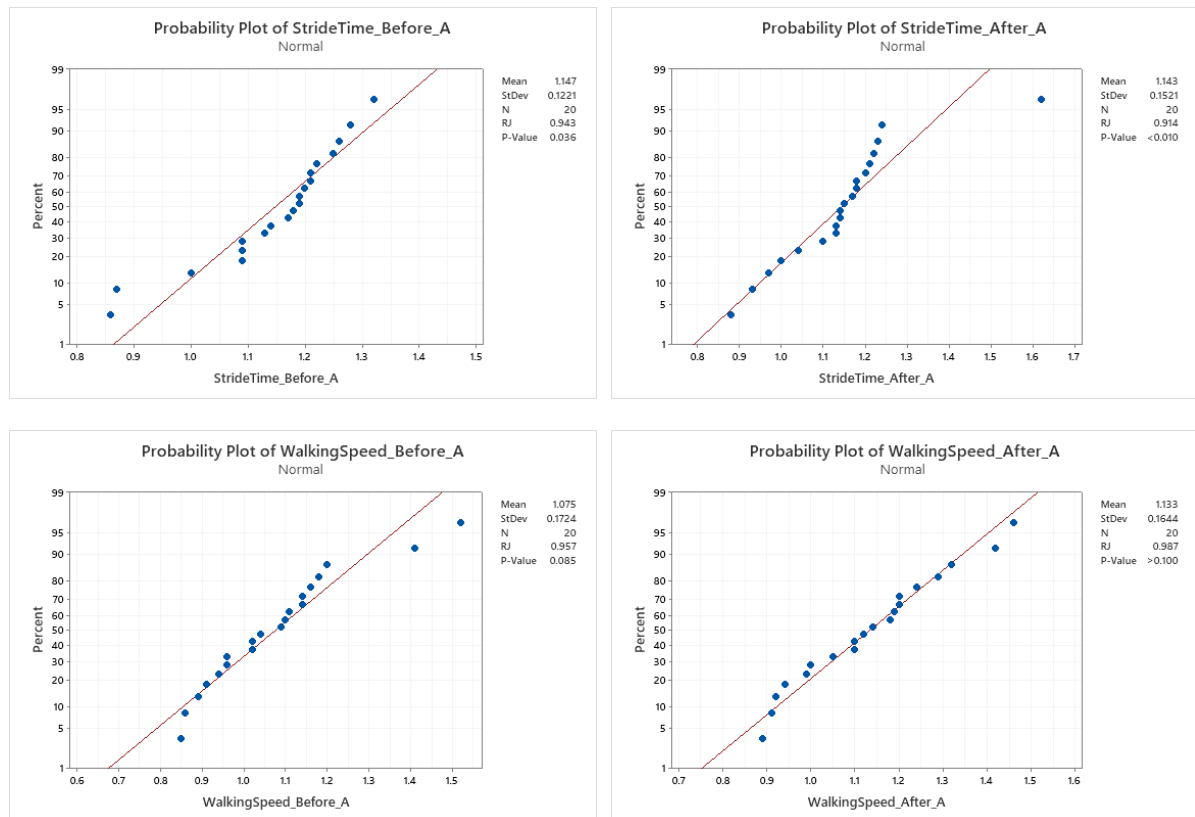 Probability Plot of StrideTime_Before_A
Normal
99
95
90
80
70
60
50
40
30
20
10
5
1
Percent
0.8 0.9 1.0 1.1 1.2 1.3 1.4 1.5
StrideTime_Before_A
Mean 1.147
StDev 0.1221
N 20
RJ 0.943
P-Value 0.036
Probability Plot of StrideTime_After_A
Normal
99
95
90
80
70
60
50
40
30
20
10
5
1
Percent
0.8 0.9 1.0 1.1 1.2 1.3 1.4 1.5 1.6 1.7
StrideTime_After_A
Mean 1.143
StDev 0.1521
N 20
RJ 0.914
P-Value <0.010
Probability Plot of WalkingSpeed_Before_A
Normal
99
95
90
80
70
60
50
40
30
20
10
5
1
Percent
0.6 0.7 0.8 0.9 1.0 1.1 1.2 1.3 1.4 1.5
WalkingSpeed_Before_A
Mean 1.075
StDev 0.1724
N 20
RJ 0.957
P-Value 0.085
Probability Plot of WalkingSpeed_After_A
Normal
99
95
90
80
70
60
50
40
30
20
10
5
1
Percent
0.7 0.8 0.9 1.0 1.1 1.2 1.3 1.4 1.5 1.6
WalkingSpeed_After_A
Mean 1.133
StDev 0.1644
N 20
RJ 0.987
P-Value >0.100